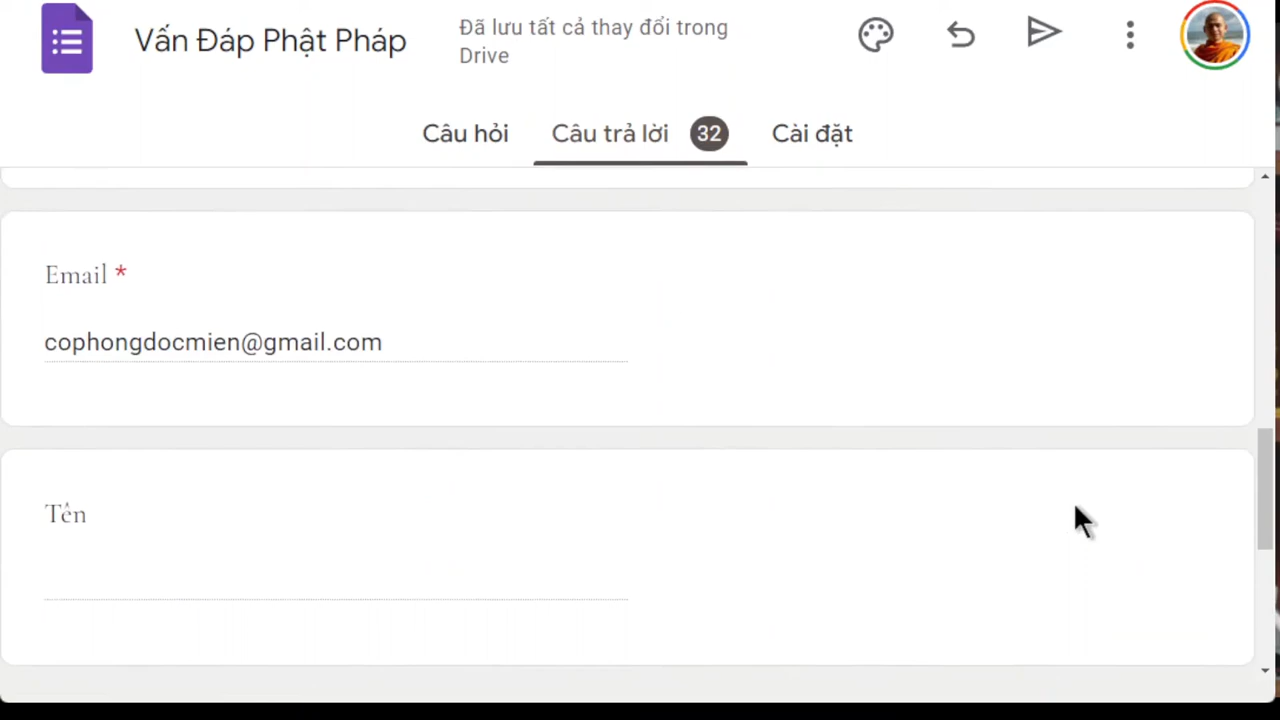 Vấn Đáp Phật Pháp
Đã lưu tất cả thay đổi trong
Drive
Câu hỏi
Câu trả lời 32
Cài đặt
Email *
cophongdocmien@gmail.com
Tên